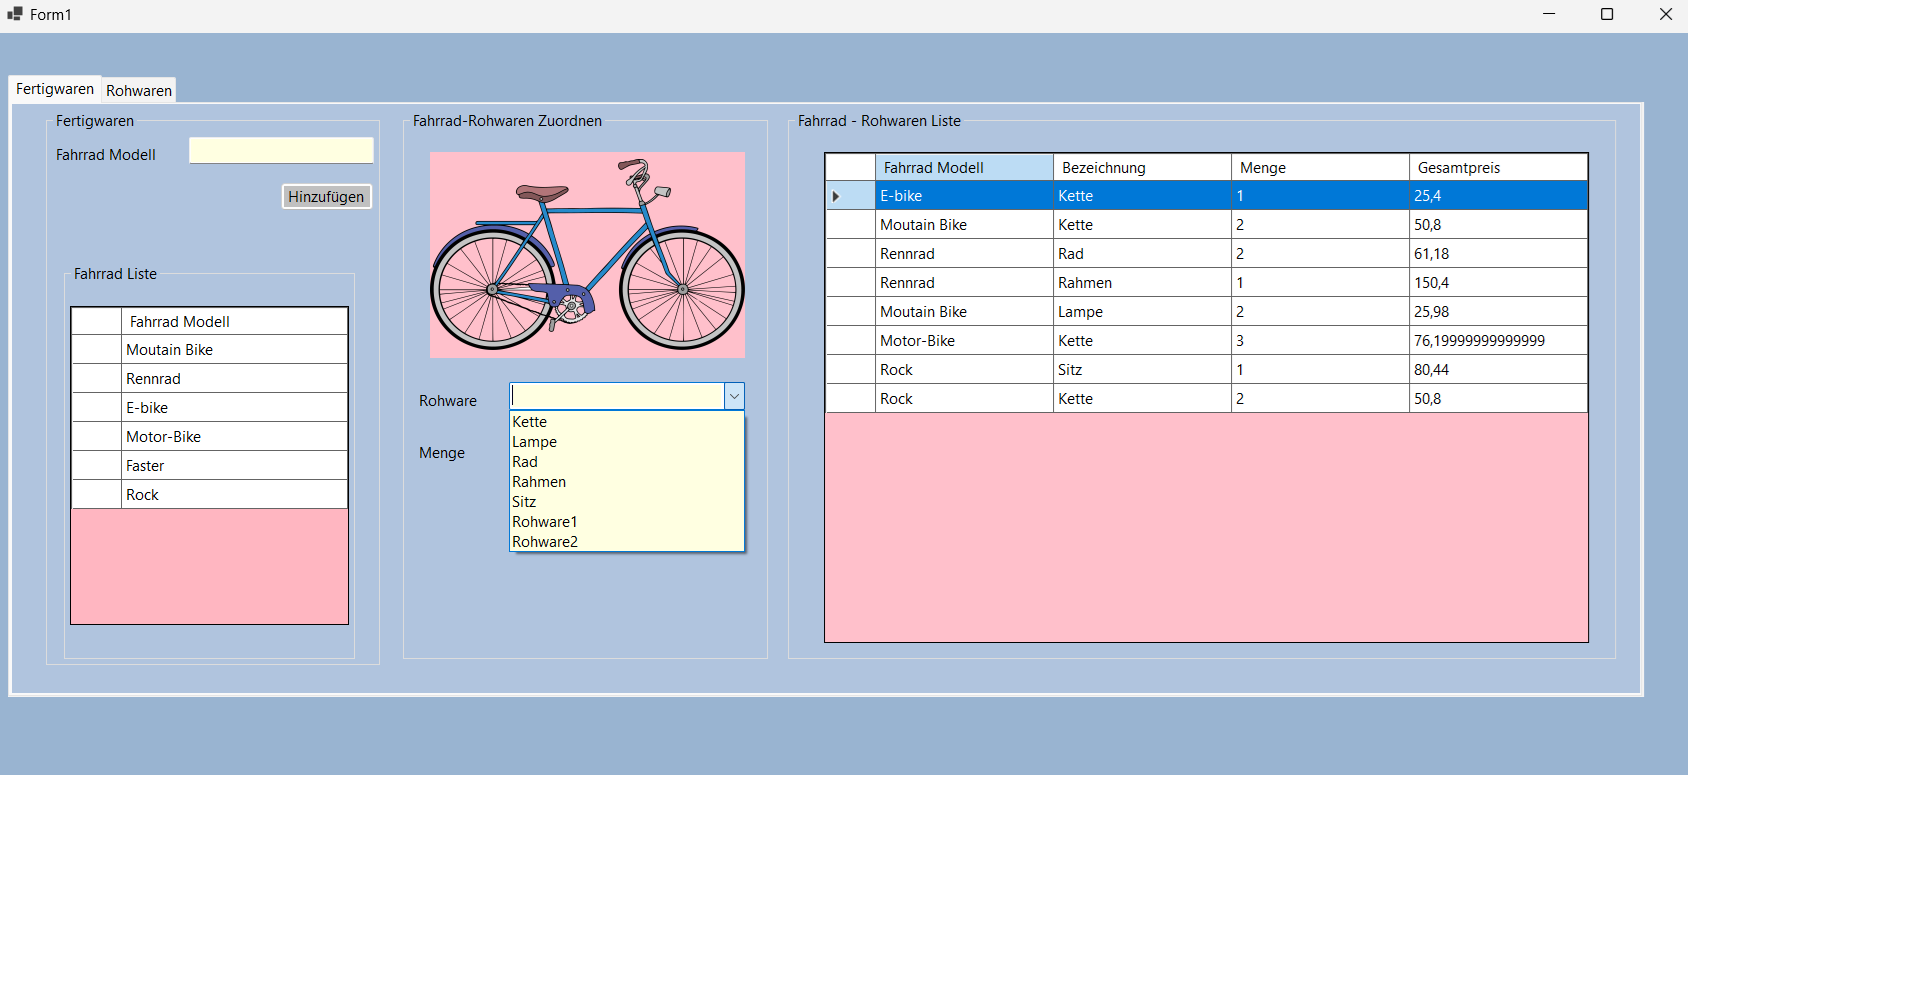 Form1
Fertigwaren Rohwaren
Fertigwaren
Fahrrad Modell
Hinzufügen
Fahrrad Liste
Fahrrad Modell
Moutain Bike
Rennrad
E-bike
Motor-Bike
Faster
Rock
Fahrrad-Rohwaren Zuordnen
Rohware
Kette
Lampe
Rad
Rahmen
Sitz
Rohware1
Rohware2
Menge
Fahrrad - Rohwaren Liste
Fahrrad Modell Bezeichnung Menge Gesamtpreis
E-bike Kette 1 25,4
Moutain Bike Kette 2 50,8
Rennrad Rad 2 61,18
Rennrad Rahmen 1 150,4
Moutain Bike Lampe 2 25,98
Motor-Bike Kette 3 76,19999999999999
Rock Sitz 1 80,44
Rock Kette 2 50,8